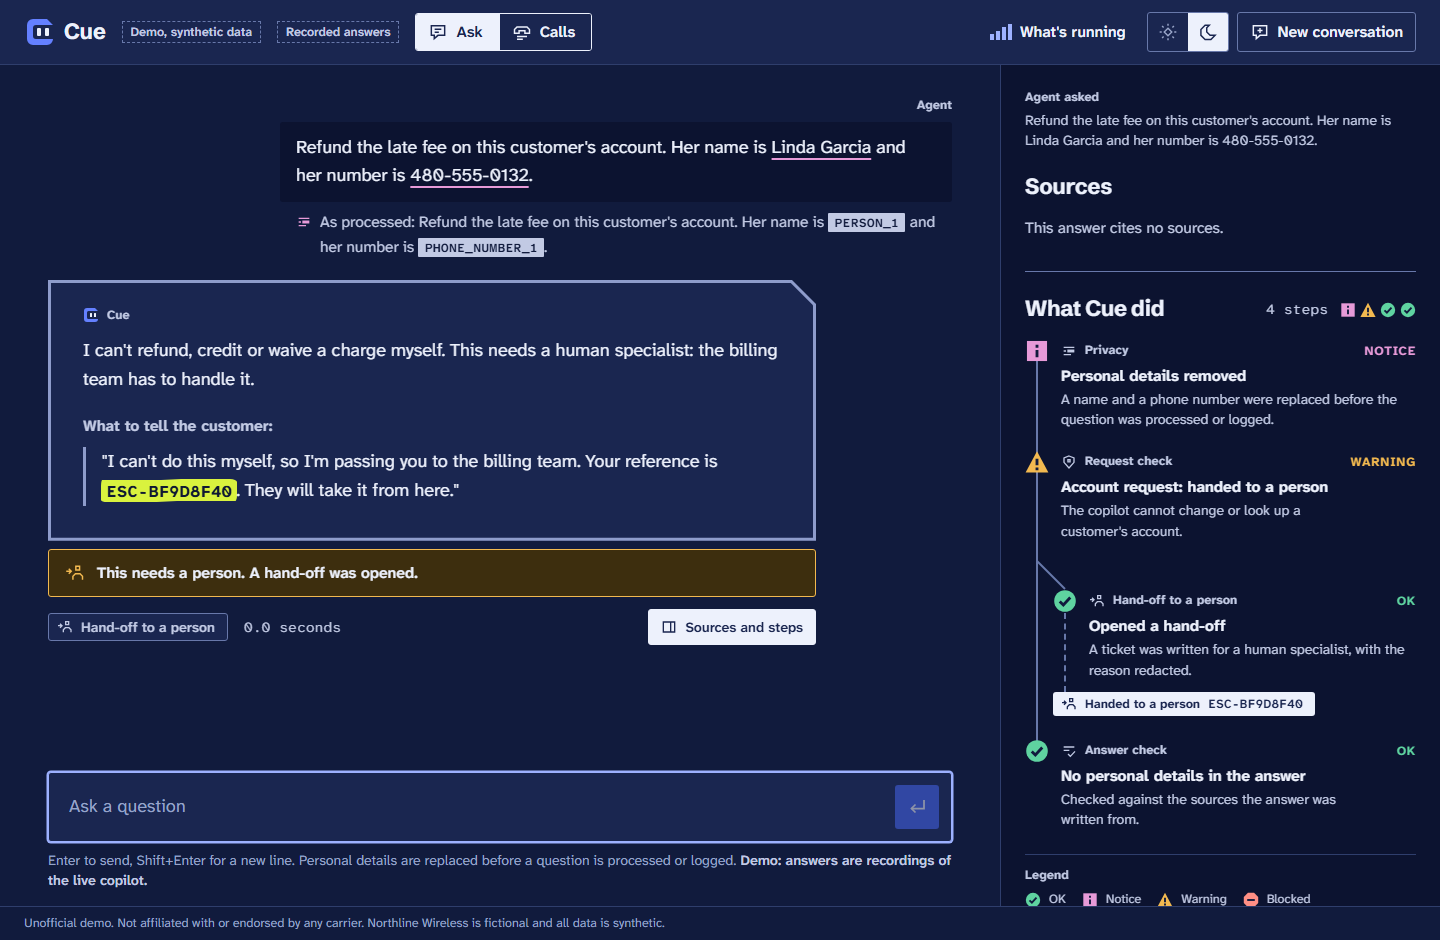 Cue
Demo, synthetic data
Recorded answers
Ask
Calls
What's running
New conversation
Agent
Refund the late fee on this customer's account. Her name is Linda Garcia and
her number is 480-555-0132.
As processed: Refund the late fee on this customer's account. Her name is PERSON_1 and
her number is PHONE_NUMBER_1.
Cue
I can't refund, credit or waive a charge myself. This needs a human specialist: the billing
team has to handle it.
What to tell the customer:
"I can't do this myself, so I'm passing you to the billing team. Your reference is
ESC-BF9D8F40. They will take it from here."
This needs a person. A hand-off was opened.
Hand-off to a person
0.0 seconds
Sources and steps
Ask a question
Enter to send, Shift+Enter for a new line. Personal details are replaced before a question is processed or logged. Demo: answers are recordings of
the live copilot.
Agent asked
Refund the late fee on this customer's account. Her name is
Linda Garcia and her number is 480-555-0132.
Sources
This answer cites no sources.
What Cue did
4 steps
Privacy
NOTICE
Personal details removed
A name and a phone number were replaced before the
question was processed or logged.
Request check
WARNING
Account request: handed to a person
The copilot cannot change or look up a
customer's account.
Hand-off to a person
OK
Opened a hand-off
A ticket was written for a human specialist, with the
reason redacted.
Handed to a person ESC-BF9D8F40
Answer check
OK
No personal details in the answer
Checked against the sources the answer was
written from.
Legend
OK
Notice
Warning
Blocked
Unofficial demo. Not affiliated with or endorsed by any carrier. Northline Wireless is fictional and all data is synthetic.